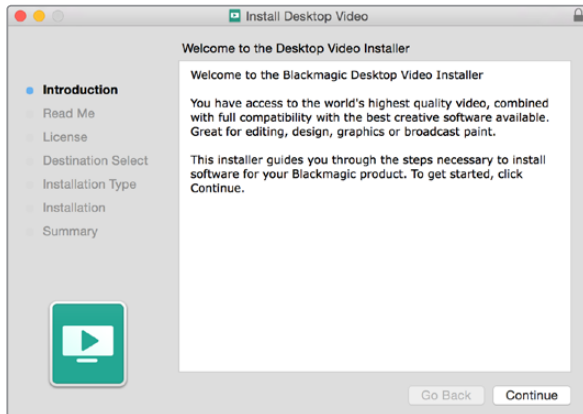 Install Desktop Video
Welcome to the Desktop Video Installer
Introduction
Read Me
License
Destination Select
Installation Type
Installation
Summary
Welcome to the Blackmagic Desktop Video Installer
You have access to the world's highest quality video, combined
with full compatibility with the best creative software available.
Great for editing, design, graphics or broadcast paint.
This installer guides you through the steps necessary to install
software for your Blackmagic product. To get started, click
Continue.
Go Back
Continue